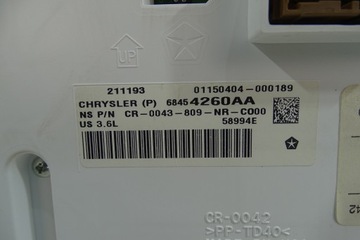 UP
211193 01150404-000189
CHRYSLER (P) 68454260AA
NS P/N CR-0043-809-NR-C000
US 3.6L 58994E
CR-0042
>PP-TD40<